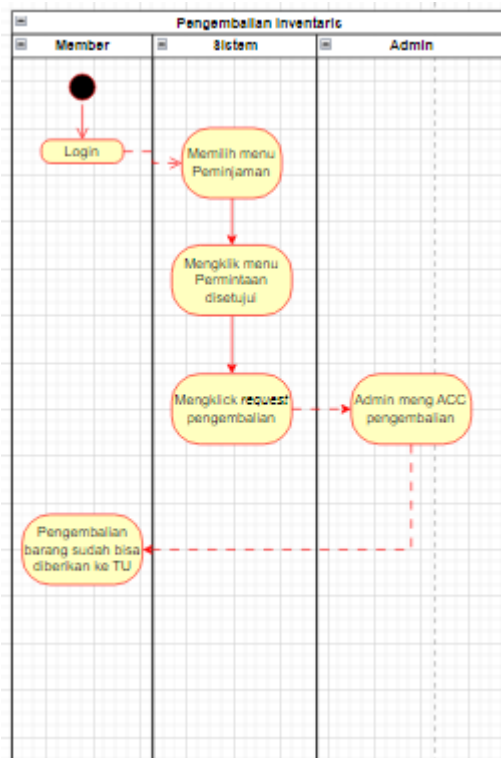 Pengembalian Inventaris
Member
Sistem
Admin
Login
Memilih menu
Peminjaman
Mengklik menu
Permintaan
disetujui
Mengklick request
pengembalian
Admin meng ACC
pengembalian
Pengembalian
barang sudah bisa
diberikan ke TU